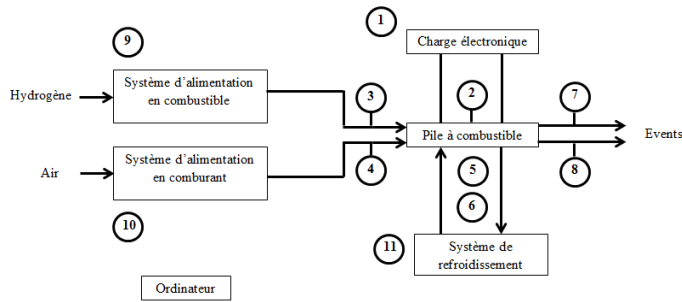 1
Charge électronique
9
Système d'alimentation
en combustible
Hydrogène
3
2
7
Pile à combustible
Events
Système d'alimentation
en comburant
Air
4
5
8
6
10
11
Système de
refroidissement
Ordinateur